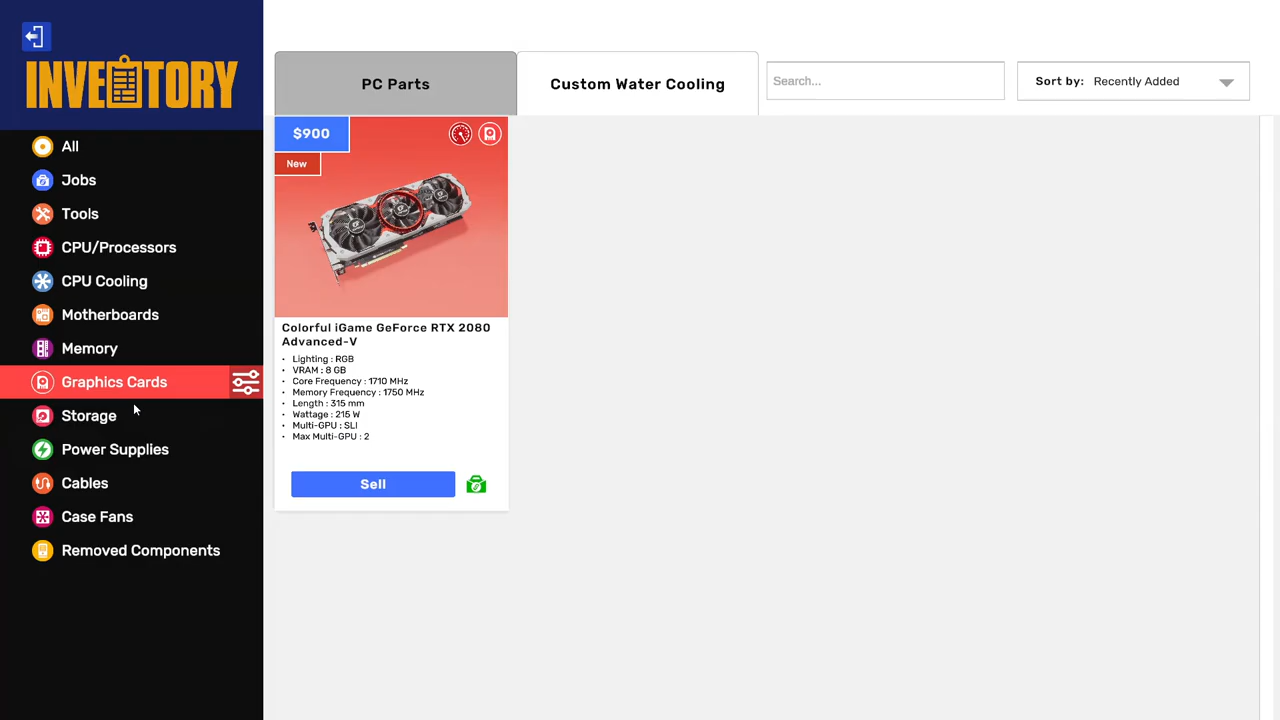 INVENTORY
All
Jobs
Tools
CPU/Processors
CPU Cooling
Motherboards
Memory
Graphics Cards
Storage
Power Supplies
Cables
Case Fans
Removed Components
PC Parts
Custom Water Cooling
Search...
Sort by: Recently Added
$900
New
Colorful iGame GeForce RTX 2080
Advanced-V
• Lighting : RGB
• VRAM : 8 GB
• Core Frequency : 1710 MHz
• Memory Frequency : 1750 MHz
• Length : 315 mm
• Wattage : 215 W
• Multi-GPU : SLI
• Max Multi-GPU : 2
Sell